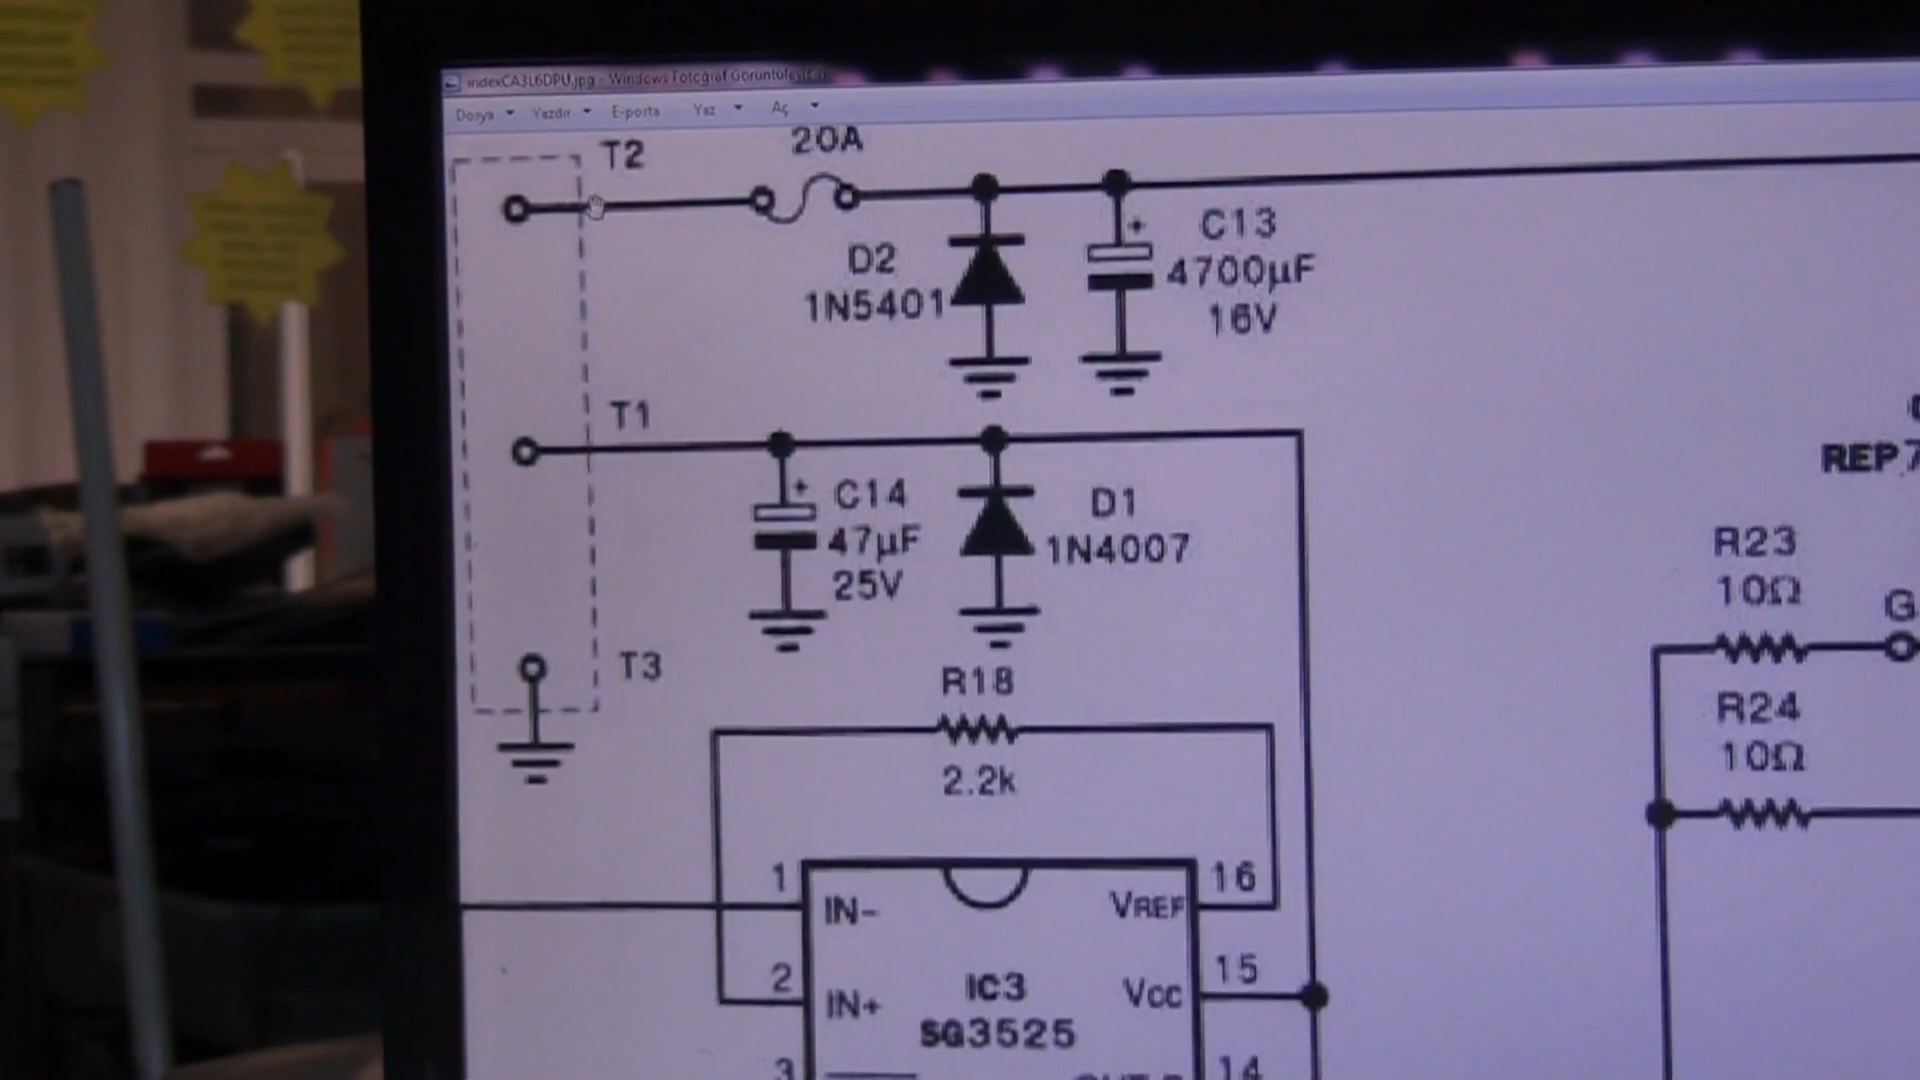 indexCA3L6DPU.jpg - Windows Fotoğraf Görüntüleyici
Dosya Yazdır E-posta Yaz Aç
T2
20A
D2
1N5401
+
C13
4700µF
16V
T1
+
C14
47µF
25V
D1
1N4007
REP7
R23
10Ω
G
T3
R18
2.2k
R24
10Ω
1
IN-
VREF
16
2
IN+
IC3
SG3525
Vcc
15
3
14